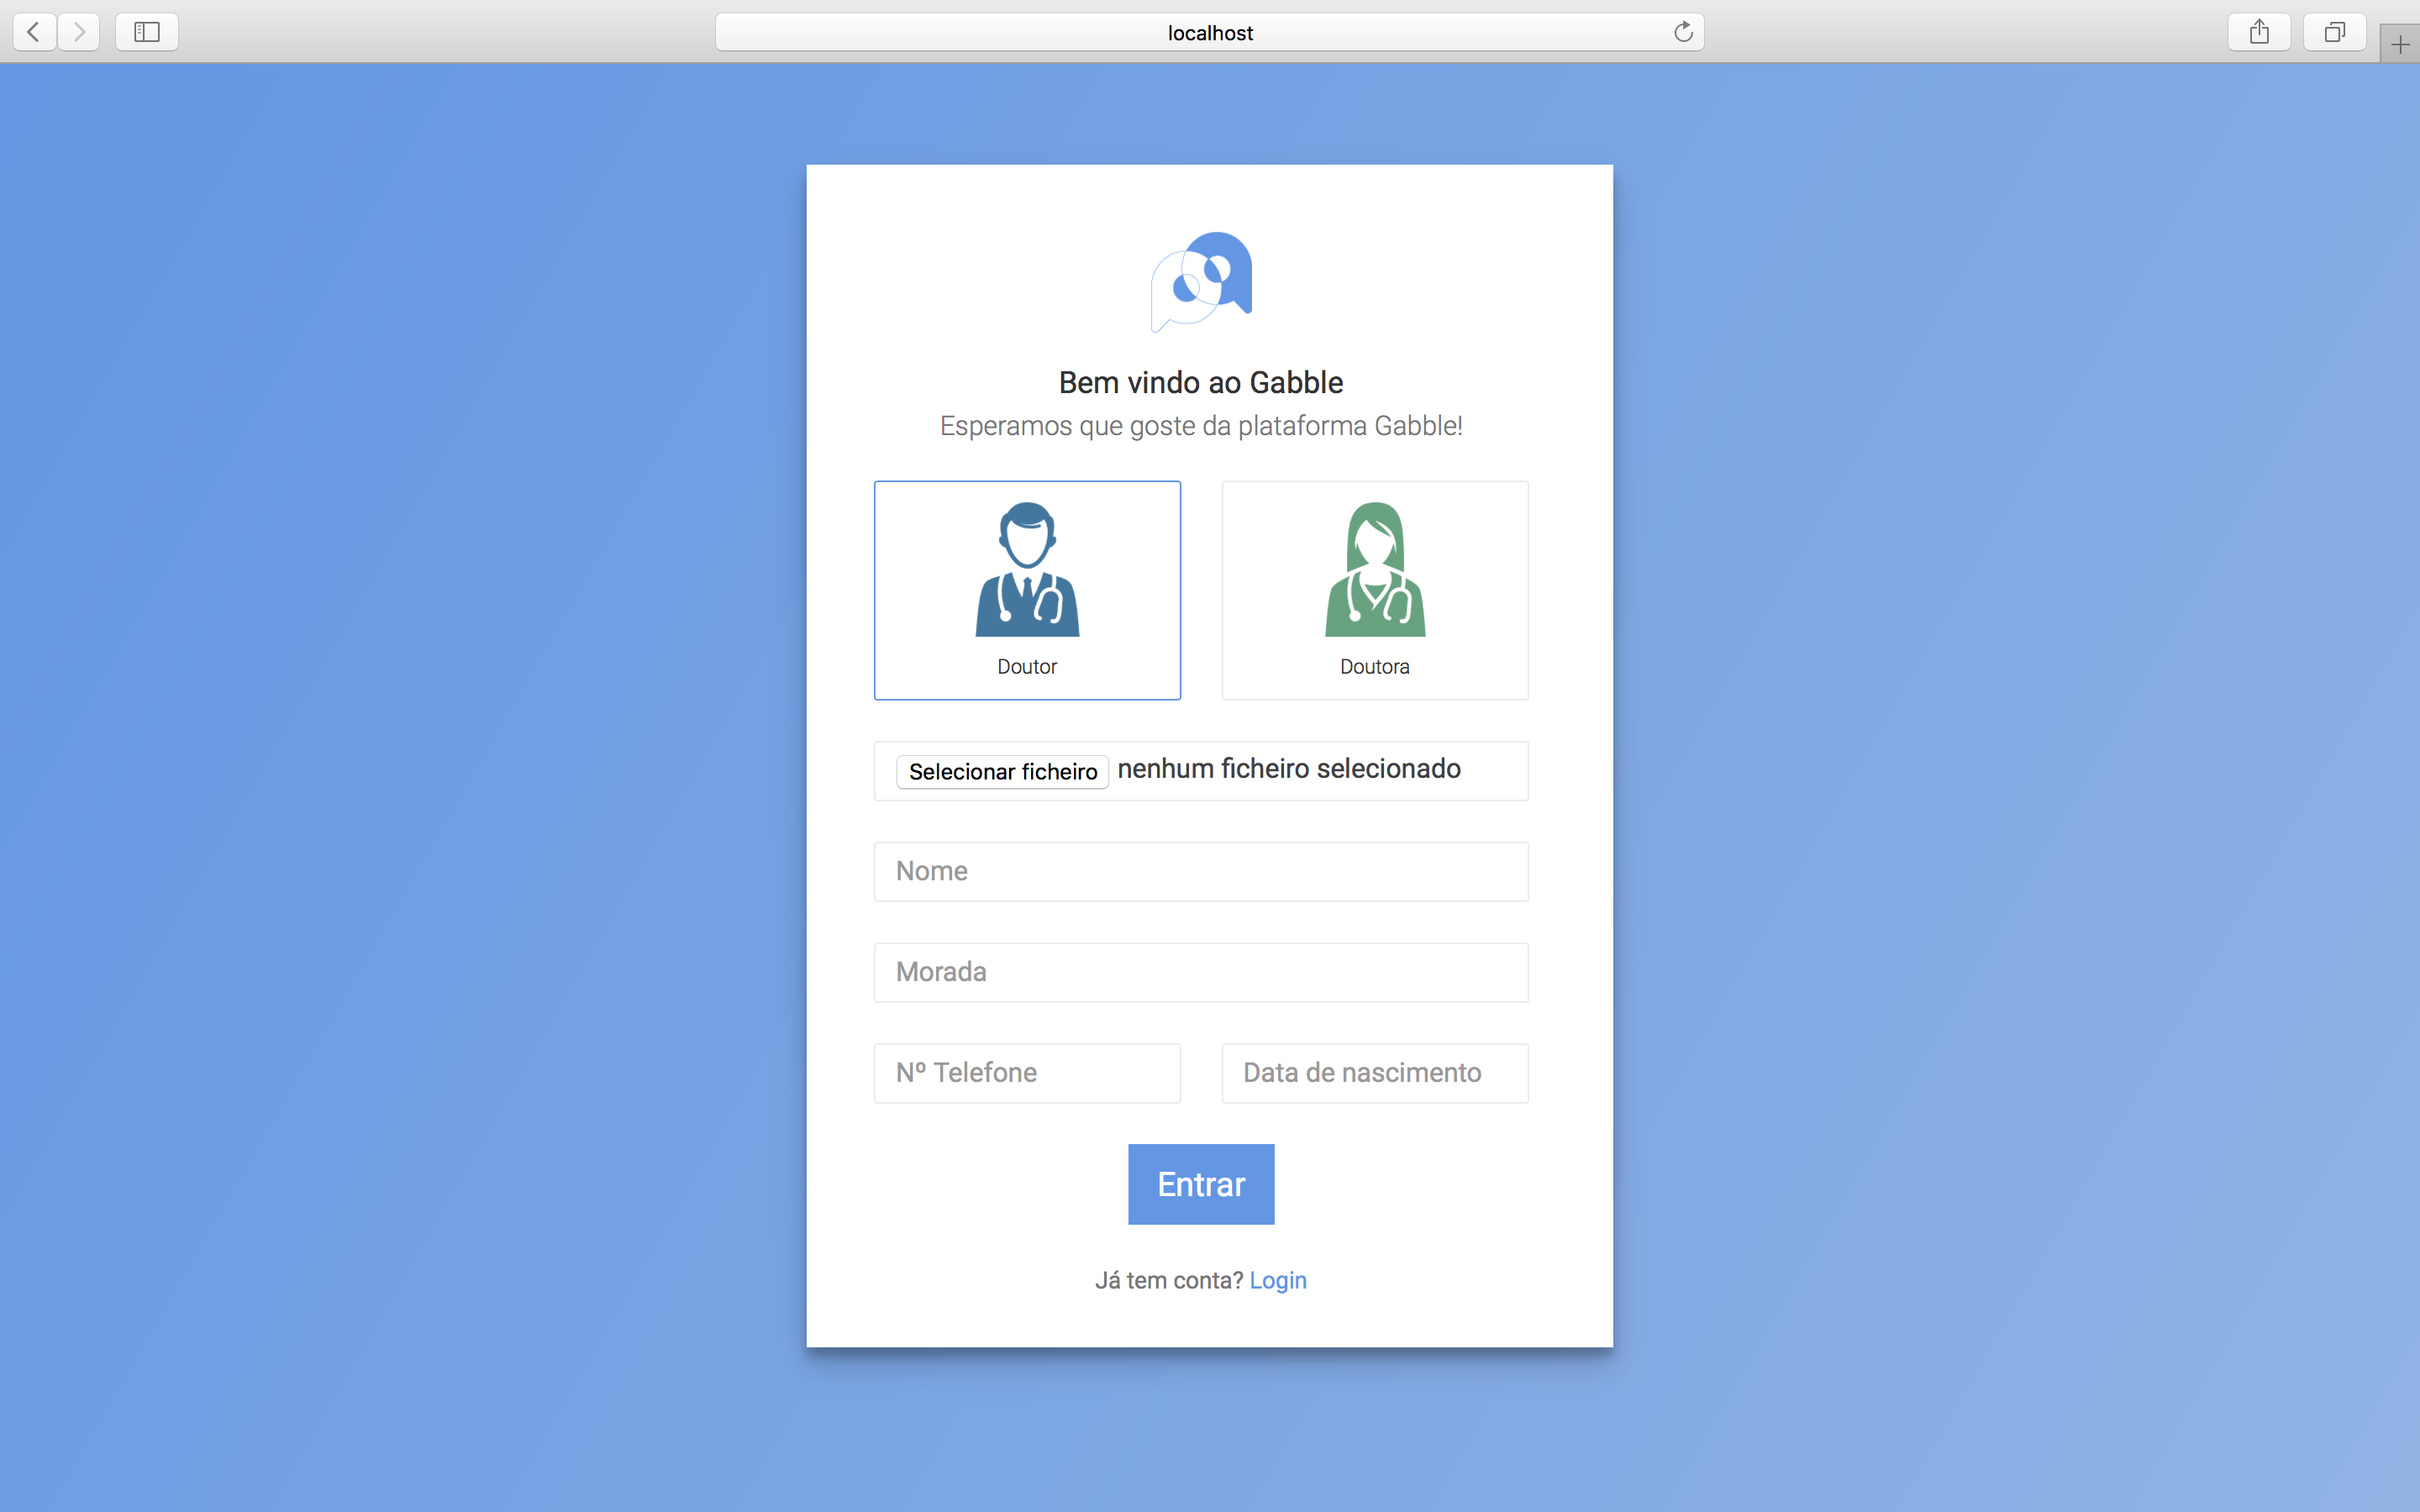 localhost
Bem vindo ao Gabble
Esperamos que goste da plataforma Gabble!
Doutor
Doutora
Selecionar ficheiro nenhum ficheiro selecionado
Nome
Morada
Nº Telefone
Data de nascimento
Entrar
Já tem conta? Login